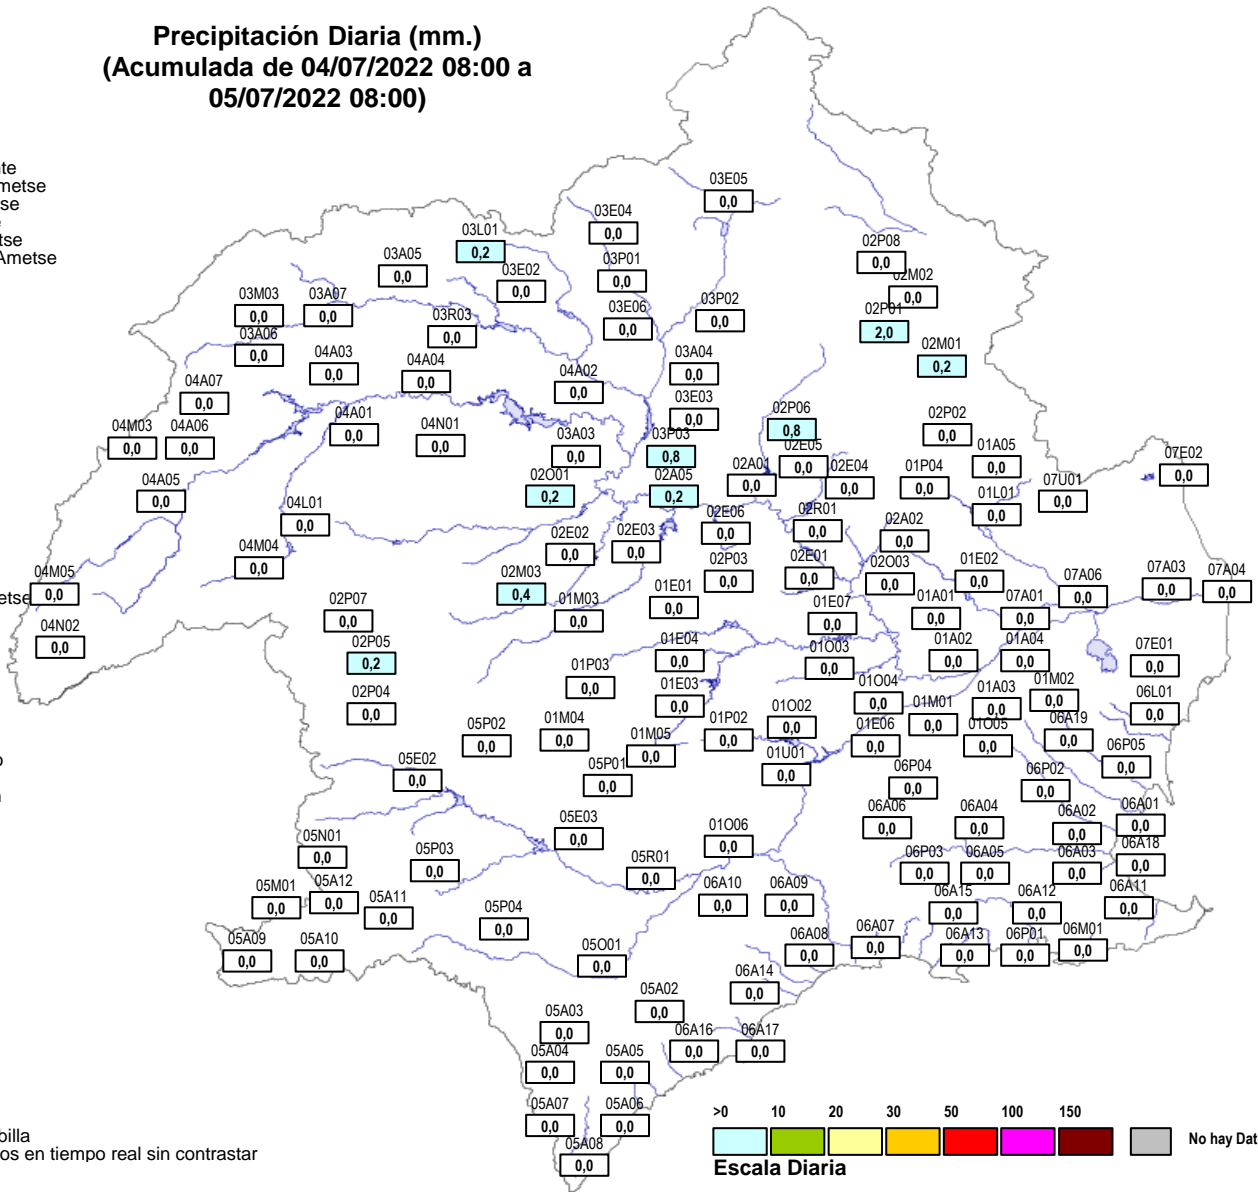 Precipitación Diaria (mm.)
(Acumulada de 04/07/2022 08:00 a
05/07/2022 08:00)
nte
metse
tse
e
tse
Ametse
03E05
0,0
03E04
0,0
03L01
0,2
02P08
0,0
03A05
0,0
03P01
0,0
03E02
0,0
02M02
0,0
03M03
0,0
03A07
0,0
03P02
0,0
02P01
2,0
03E06
0,0
03R03
0,0
03A06
0,0
02M01
0,2
04A03
0,0
04A04
0,0
03A04
0,0
04A02
0,0
04A07
0,0
03E03
0,0
02P06
0,8
02P02
0,0
04A01
0,0
04M03
0,0
04A06
0,0
04N01
0,0
03A03
0,0
03P03
0,8
02E05
0,0
01A05
0,0
07E02
0,0
02A01
0,0
02E04
0,0
01P04
0,0
04A05
0,0
02O01
0,2
02A05
0,2
07U01
0,0
01L01
0,0
04L01
0,0
02E06
0,0
02R01
0,0
02A02
0,0
02E02
0,0
02E03
0,0
04M04
0,0
02P03
0,0
02E01
0,0
02O03
0,0
01E02
0,0
07A03
0,0
07A04
0,0
04M05
0,0
etse
02M03
0,4
07A06
0,0
01E01
0,0
01M03
0,0
02P07
0,0
01E07
0,0
01A01
0,0
07A01
0,0
04N02
0,0
02P05
0,2
01E04
0,0
01O03
0,0
01A02
0,0
01A04
0,0
07E01
0,0
01P03
0,0
01E03
0,0
01O04
0,0
01A03
0,0
01M02
0,0
06L01
0,0
02P04
0,0
01O02
0,0
01M01
0,0
05P02
0,0
01M04
0,0
01P02
0,0
01E06
0,0
01O05
0,0
06A19
0,0
01M05
0,0
o
06P05
0,0
05E02
0,0
01U01
0,0
05P01
0,0
06P04
0,0
06P02
0,0
n
05E03
0,0
06A06
0,0
06A04
0,0
06A02
0,0
06A01
0,0
01O06
0,0
05N01
0,0
05P03
0,0
05R01
0,0
06P03
0,0
06A05
0,0
06A03
0,0
06A18
0,0
05M01
0,0
05A12
0,0
05A11
0,0
06A10
0,0
06A09
0,0
06A15
0,0
06A12
0,0
06A11
0,0
05P04
0,0
05A09
0,0
05A10
0,0
05O01
0,0
06A08
0,0
06A07
0,0
06A13
0,0
06P01
0,0
06M01
0,0
06A14
0,0
05A02
0,0
05A03
0,0
06A16
0,0
06A17
0,0
05A04
0,0
05A05
0,0
05A07
0,0
05A06
0,0
05A08
0,0
>0 10 20 30 50 100 150
No hay Dat
Escala Diaria
billa
os en tiempo real sin contrastar